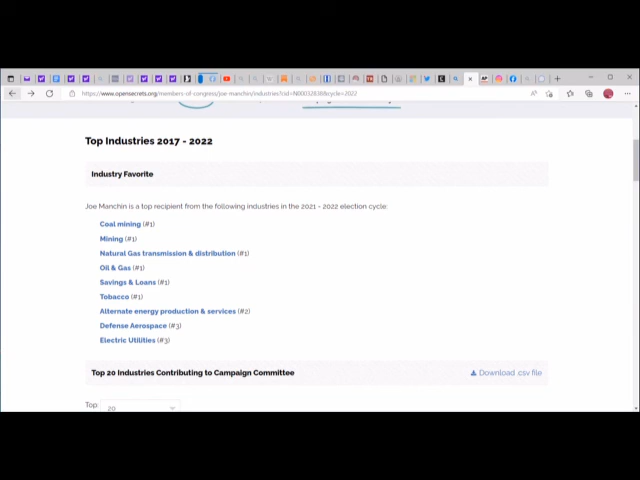 https://www.opensecrets.org/members-of-congress/joe-manchin/industries?cid=N00032838&cycle=2022
Top Industries 2017 - 2022
Industry Favorite
Joe Manchin is a top recipient from the following industries in the 2021 - 2022 election cycle:
Coal mining (#1)
Mining (#1)
Natural Gas transmission & distribution (#1)
Oil & Gas (#1)
Savings & Loans (#1)
Tobacco (#1)
Alternate energy production & services (#2)
Defense Aerospace (#3)
Electric Utilities (#3)
Top 20 Industries Contributing to Campaign Committee
Download .csv file
Top:
20